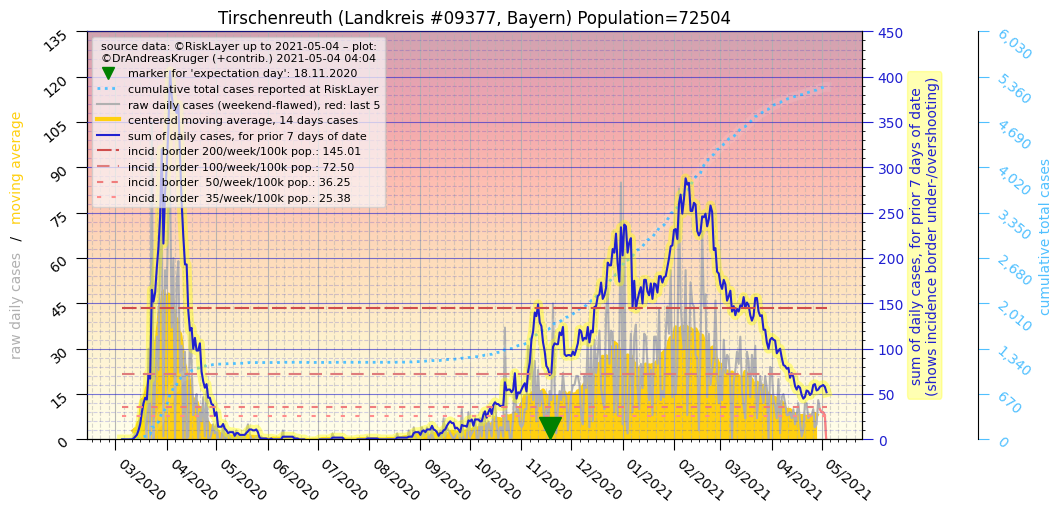 Tirschenreuth (Landkreis #09377, Bayern) Population=72504
source data: ©RiskLayer up to 2021-05-04 – plot:
©DrAndreasKruger (+contrib.) 2021-05-04 04:04
marker for 'expectation day': 18.11.2020
cumulative total cases reported at RiskLayer
raw daily cases (weekend-flawed), red: last 5
centered moving average, 14 days cases
sum of daily cases, for prior 7 days of date
incid. border 200/week/100k pop.: 145.01
incid. border 100/week/100k pop.: 72.50
incid. border  50/week/100k pop.: 36.25
incid. border  35/week/100k pop.: 25.38
raw daily cases / moving average
135
120
105
90
75
60
45
30
15
0
03/2020
04/2020
05/2020
06/2020
07/2020
08/2020
09/2020
10/2020
11/2020
12/2020
01/2021
02/2021
03/2021
04/2021
05/2021
450
400
350
300
250
200
150
100
50
0
sum of daily cases, for prior 7 days of date
(shows incidence border under-/overshooting)
6,030
5,360
4,690
4,020
3,350
2,680
2,010
1,340
670
0
cumulative total cases